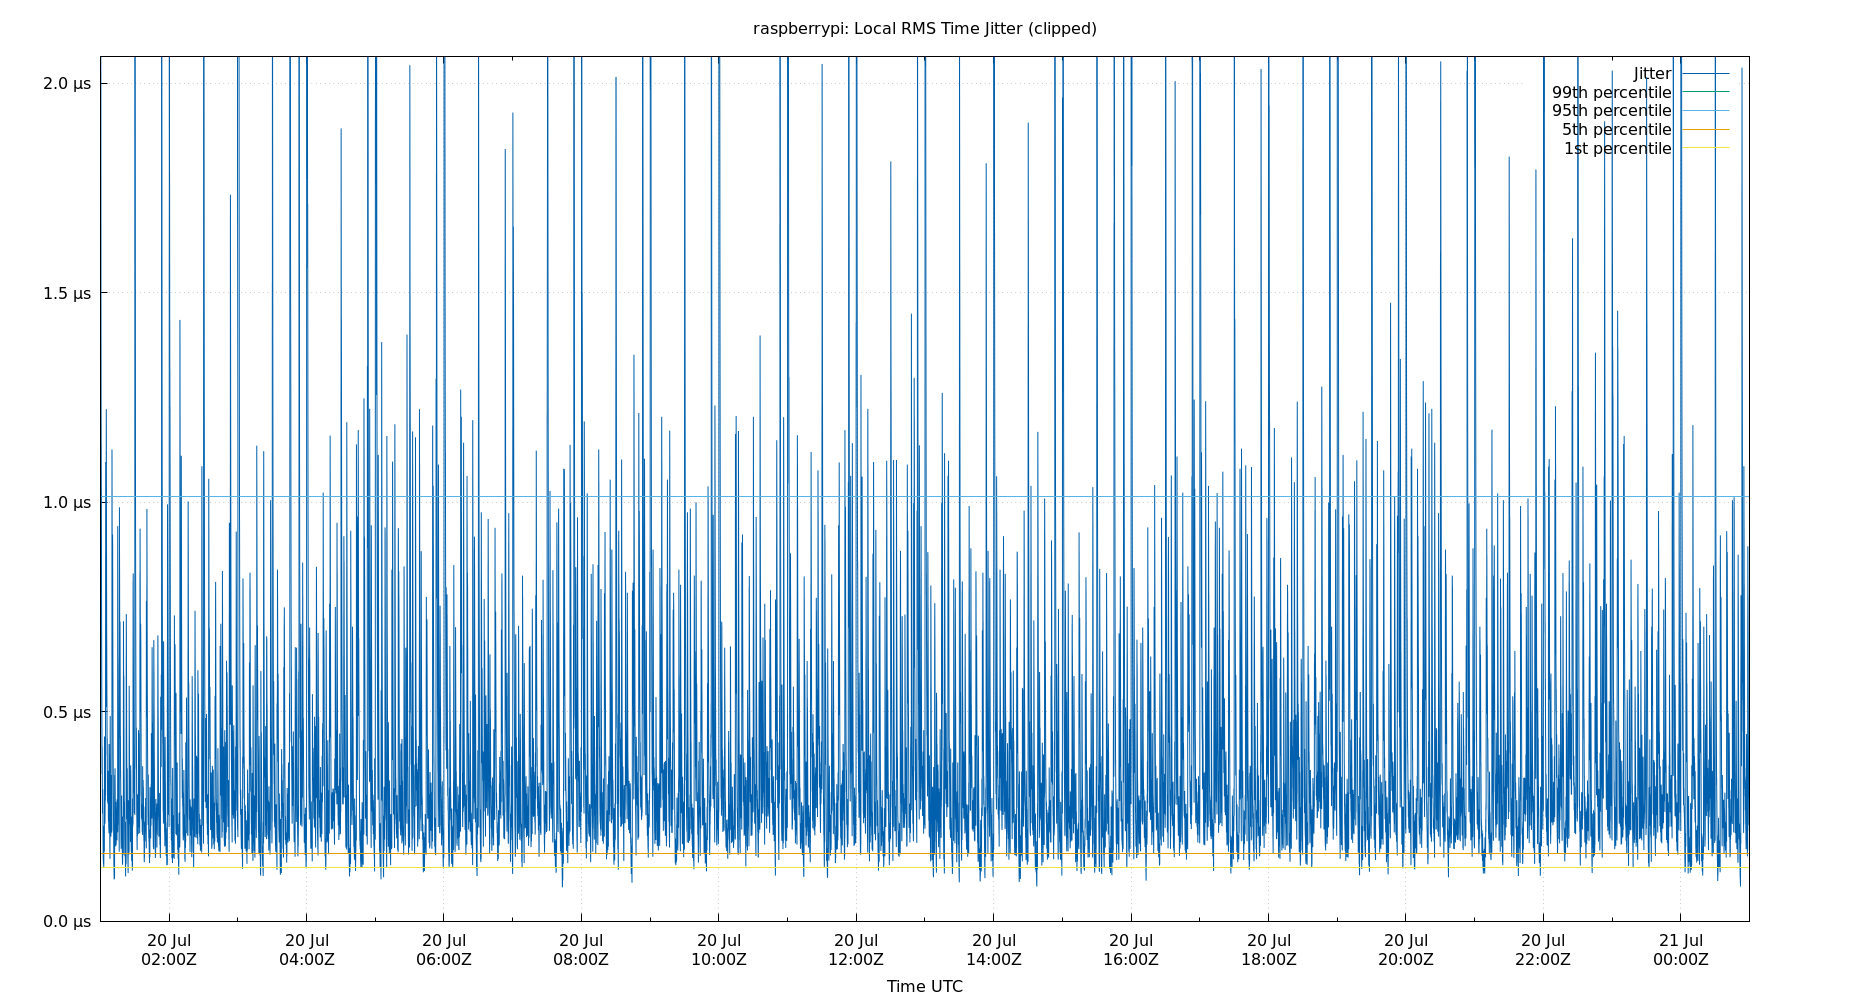 raspberrypi: Local RMS Time Jitter (clipped)
2.0 µs
1.5 µs
1.0 µs
0.5 µs
0.0 µs
Jitter
99th percentile
95th percentile
5th percentile
1st percentile
20 Jul 20 Jul 20 Jul 20 Jul 20 Jul 20 Jul 20 Jul 20 Jul 20 Jul 20 Jul 20 Jul 21 Jul
02:00Z 04:00Z 06:00Z 08:00Z 10:00Z 12:00Z 14:00Z 16:00Z 18:00Z 20:00Z 22:00Z 00:00Z
Time UTC